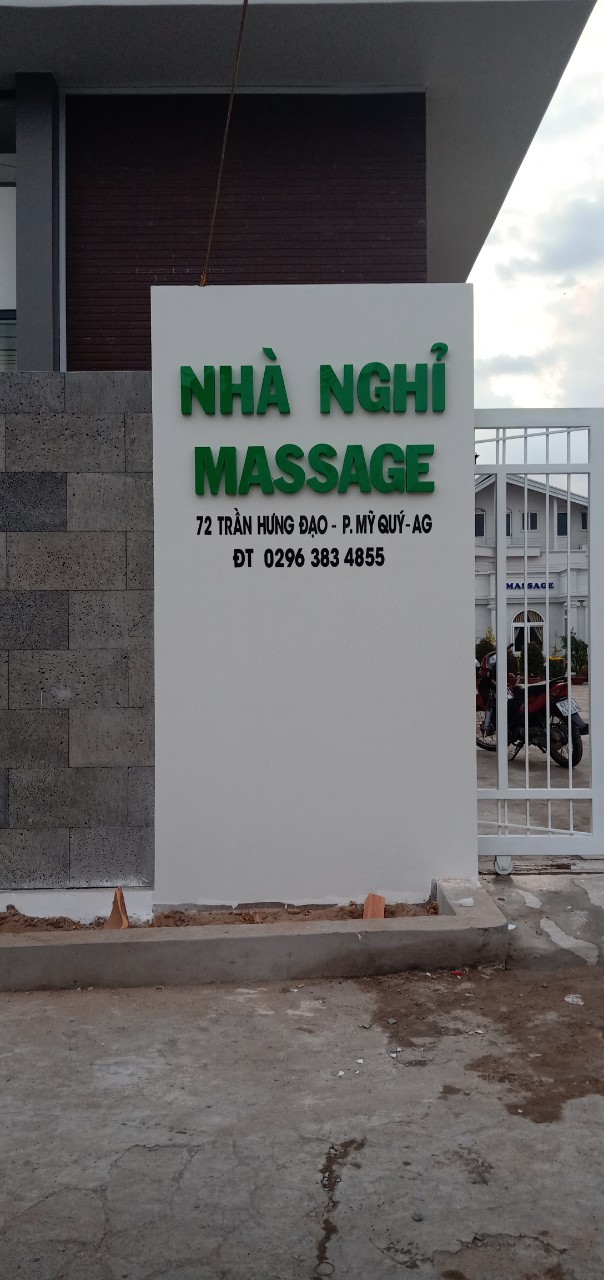 NHÀ NGHỈ
MASSAGE
72 TRẦN HƯNG ĐẠO - P. MỸ QUÝ - AG
ĐT 0296 383 4855
MASSAGE